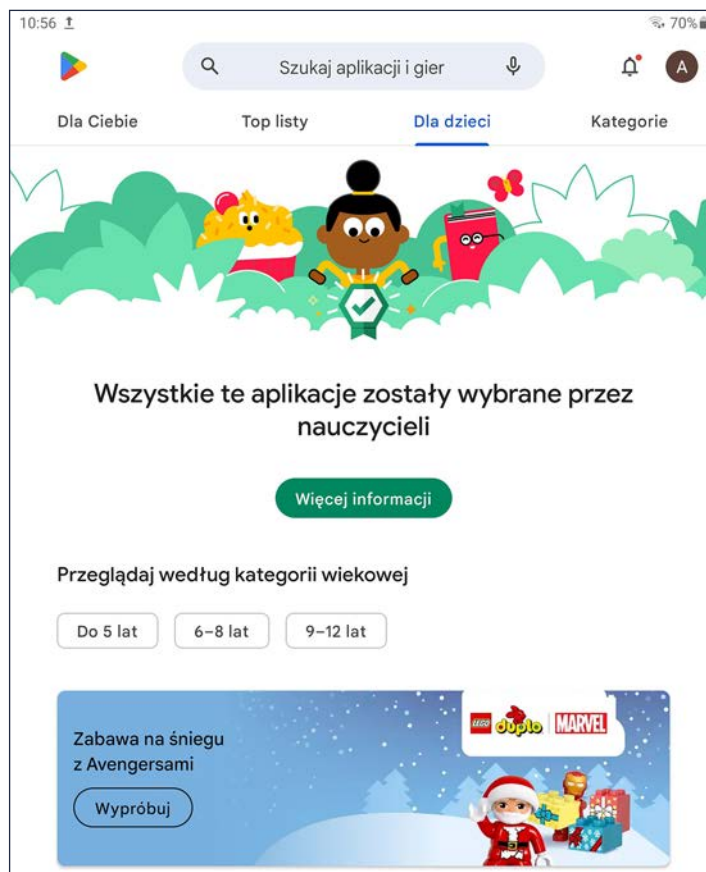 10:56
70%
Szukaj aplikacji i gier
A
Dla Ciebie
Top listy
Dla dzieci
Kategorie
Wszystkie te aplikacje zostały wybrane przez
nauczycieli
Więcej informacji
Przeglądaj według kategorii wiekowej
Do 5 lat
6–8 lat
9–12 lat
LEGO duplo MARVEL
Zabawa na śniegu
z Avengersami
Wypróbuj